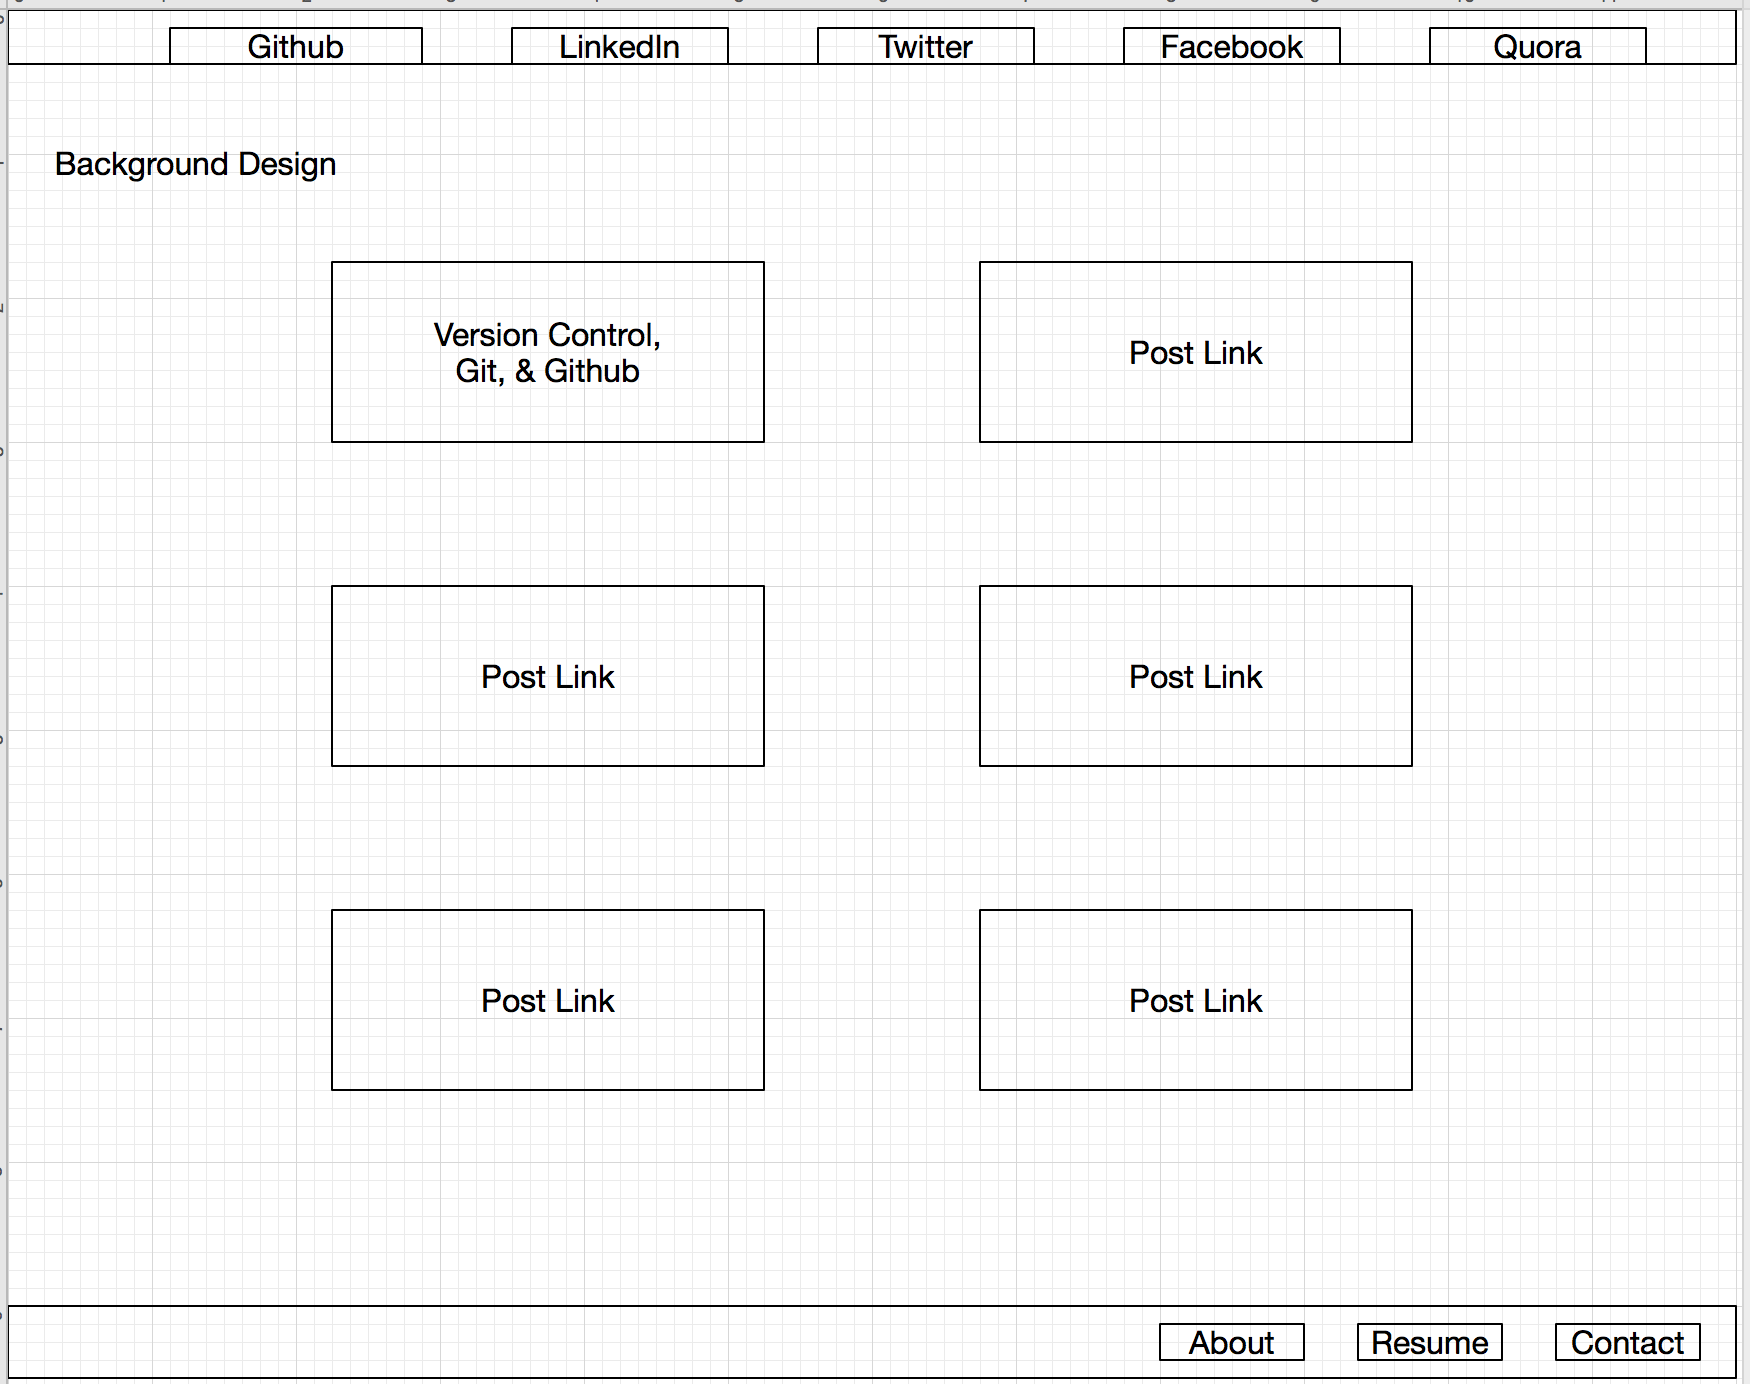 Github
LinkedIn
Twitter
Facebook
Quora
Background Design
Version Control,
Git, & Github
Post Link
Post Link
Post Link
Post Link
Post Link
About
Resume
Contact